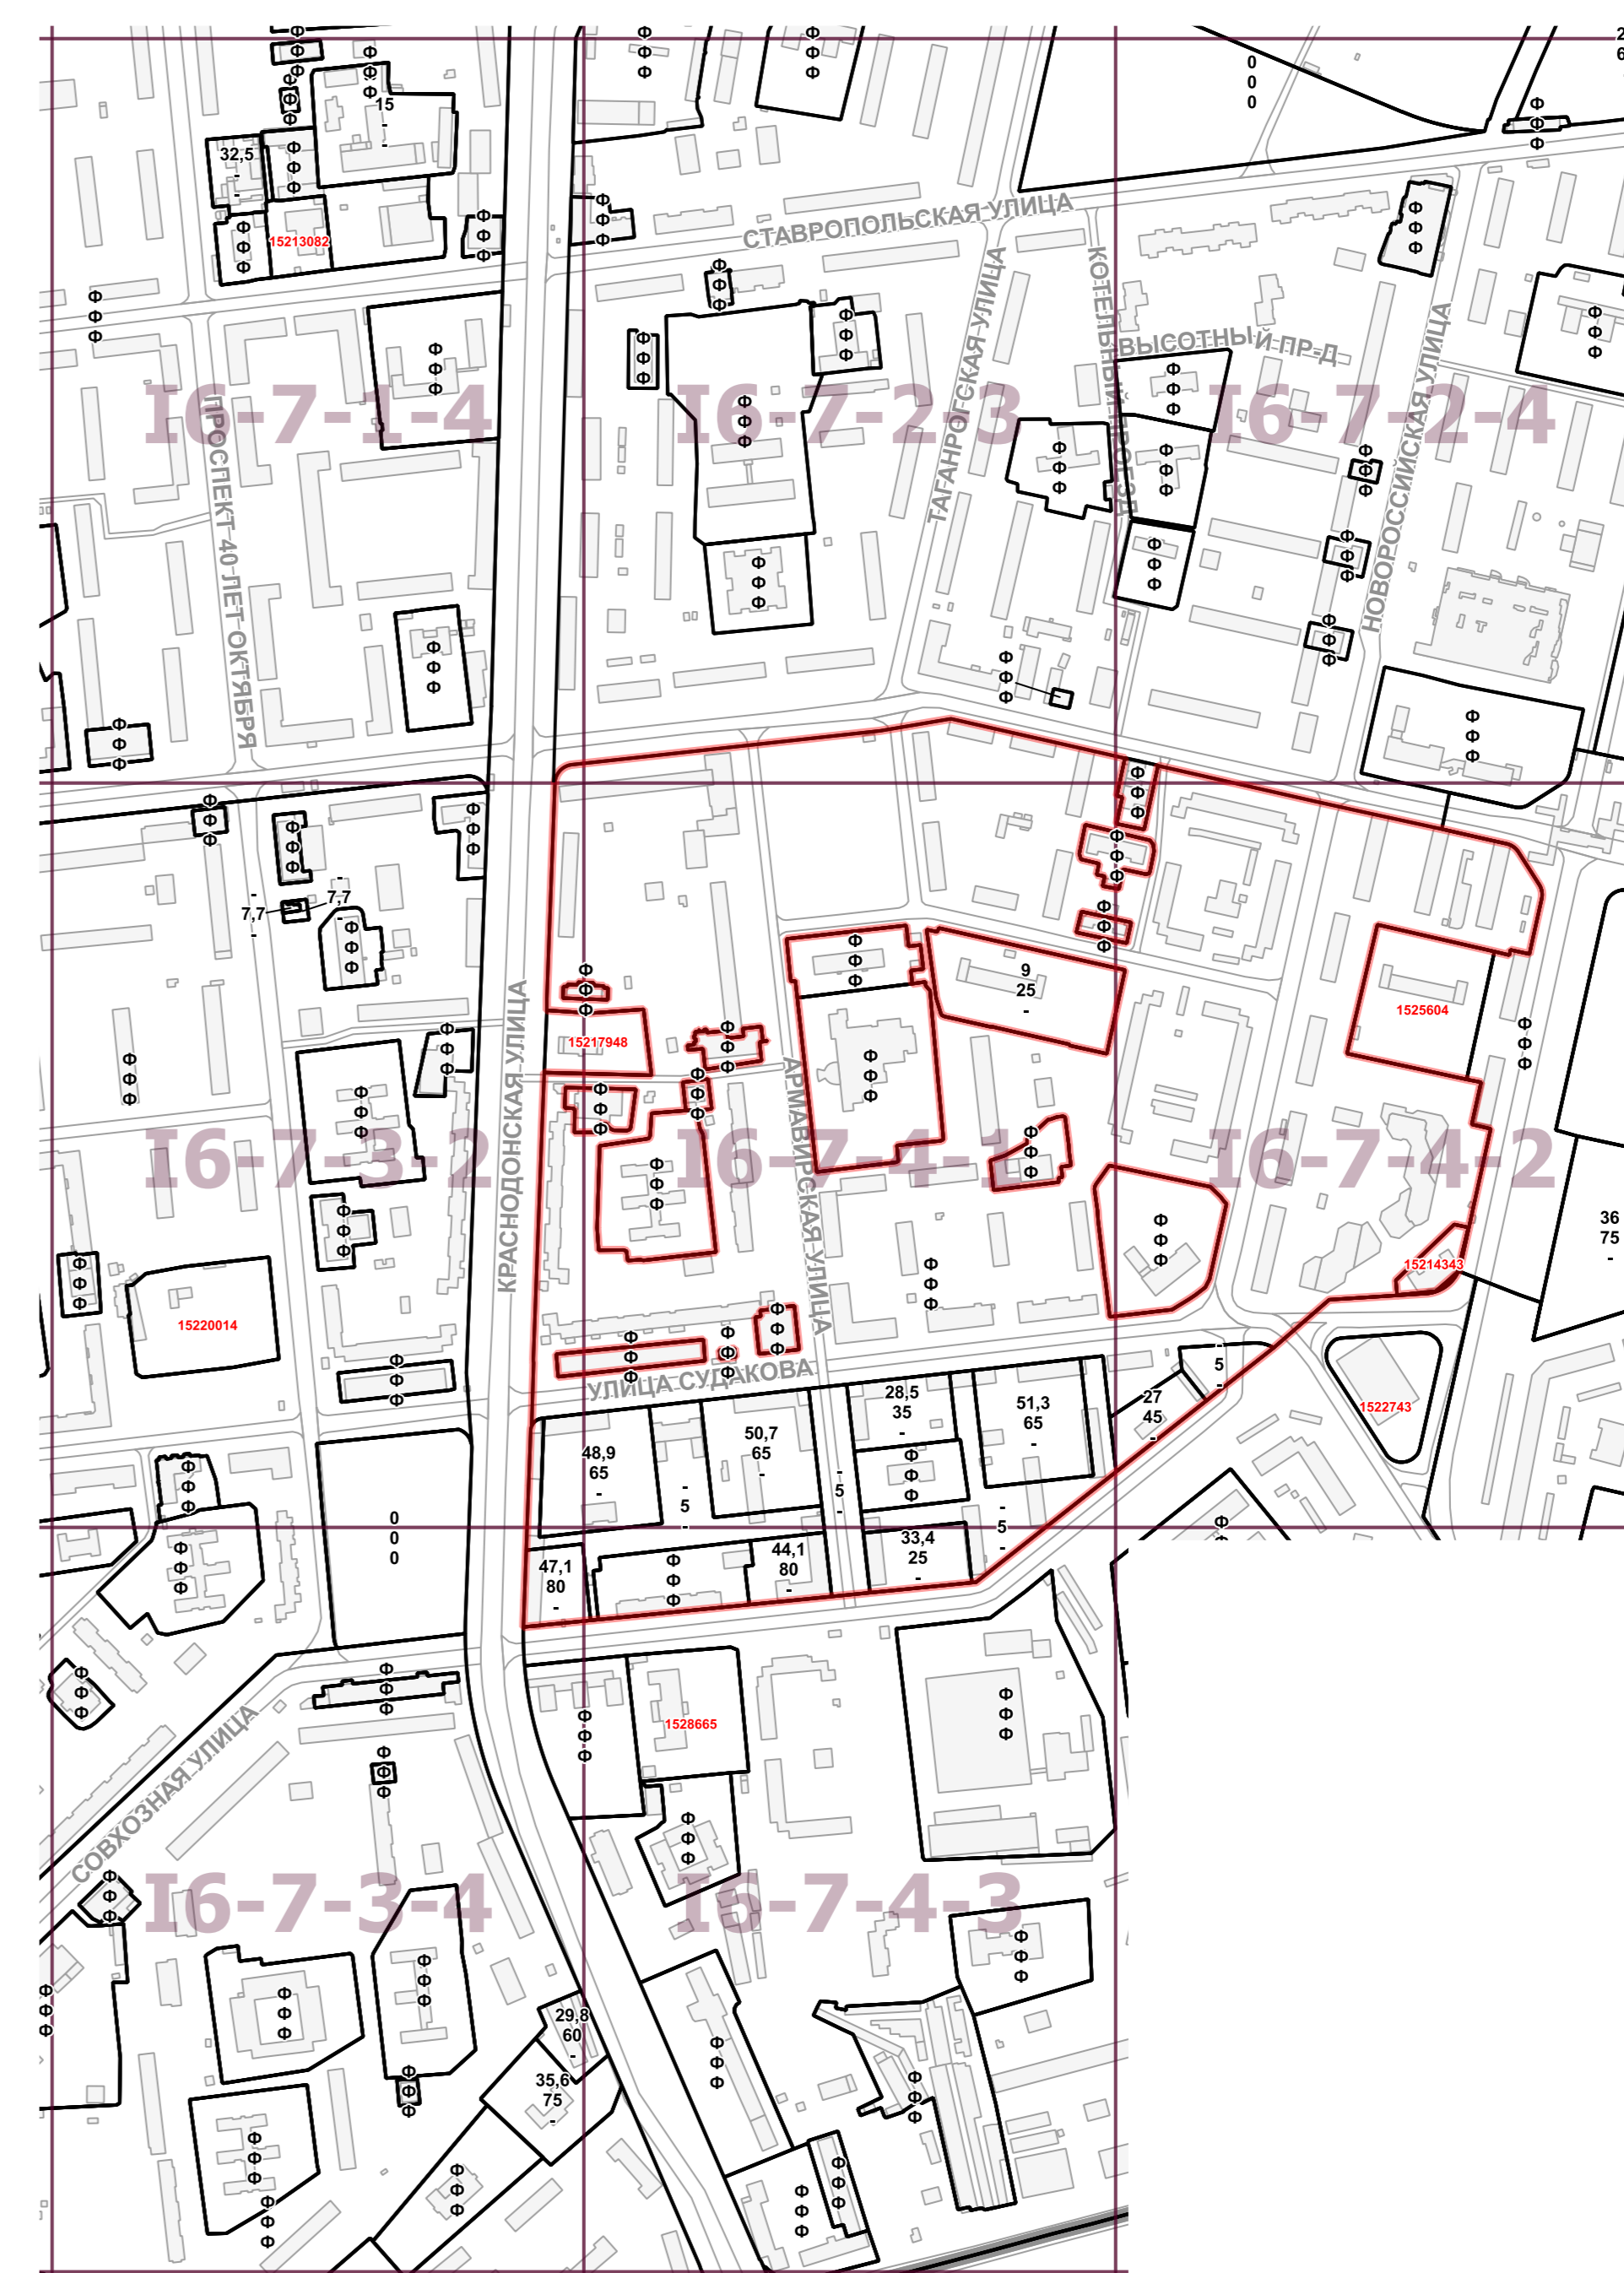 Ф
Ф
Ф
15
-
-
32,5
-
-
Ф
Ф
Ф
15213082
0
0
0
СТАВРОПОЛЬСКАЯ УЛИЦА
ТАГАНРОГСКАЯ УЛИЦА
КОТЕЛЬНЫЙ ПРОЕЗД
ВЫСОТНЫЙ ПР-Д
НОВОРОССИЙСКАЯ УЛИЦА
ПРОСПЕКТ 40 ЛЕТ ОКТЯБРЯ
I6-7-1-4
I6-7-2-3
I6-7-2-4
Ф
Ф
Ф
-
7,7
-
-
7,7
-
9
25
-
1525604
15217948
КРАСНОДОНСКАЯ УЛИЦА
АРМАВИРСКАЯ УЛИЦА
I6-7-3-2
I6-7-4-1
I6-7-4-2
36
75
-
15214343
15220014
УЛИЦА СУДАКОВА
1522743
-
5
-
27
45
-
28,5
35
-
51,3
65
-
48,9
65
-
50,7
65
-
-
5
-
-
5
-
-
5
-
0
0
0
47,1
80
-
44,1
80
-
33,4
25
-
Ф
Ф
Ф
1528665
СОВХОЗНАЯ УЛИЦА
I6-7-3-4
I6-7-4-3
29,8
60
-
35,6
75
-
Ф
Ф
Ф